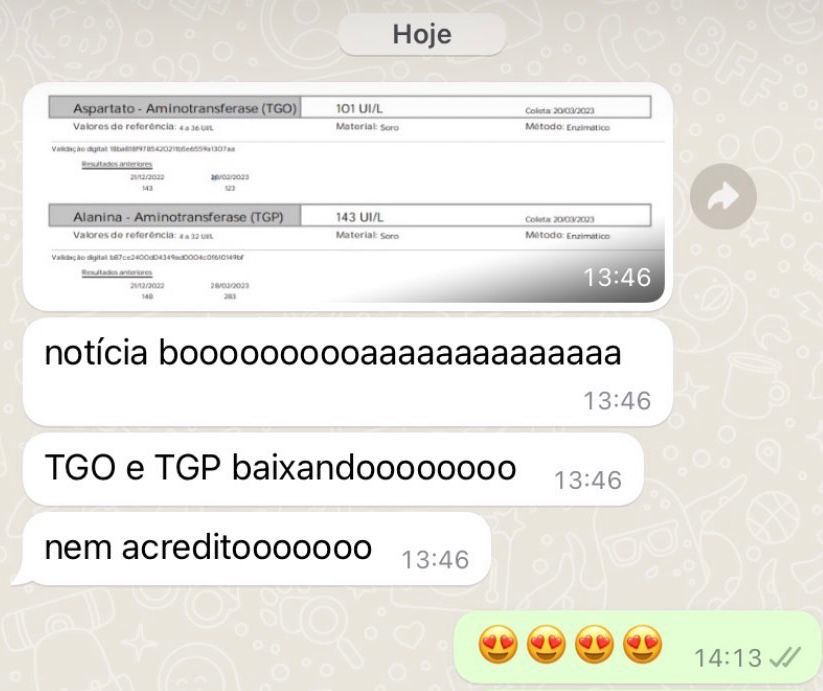 Hoje
Aspartato - Aminotransferase (TGO) 101 UI/L Coleta: 20/03/2023
Valores de referência: 4 a 36 UI/L Material: Soro Método: Enzimático
Validação digital:
Resultados anteriores
21/12/2022 28/02/2023
143 123
Alanina - Aminotransferase (TGP) 143 UI/L Coleta: 20/03/2023
Valores de referência: 4 a 32 UI/L Material: Soro Método: Enzimático
Validação digital:
Resultados anteriores
21/12/2022 28/02/2023
148 283
13:46
notícia booooooooooaaaaaaaaaaaaaa
13:46
TGO e TGP baixandoooooooo 13:46
nem acreditooooooo 13:46
😍😍😍😍 14:13